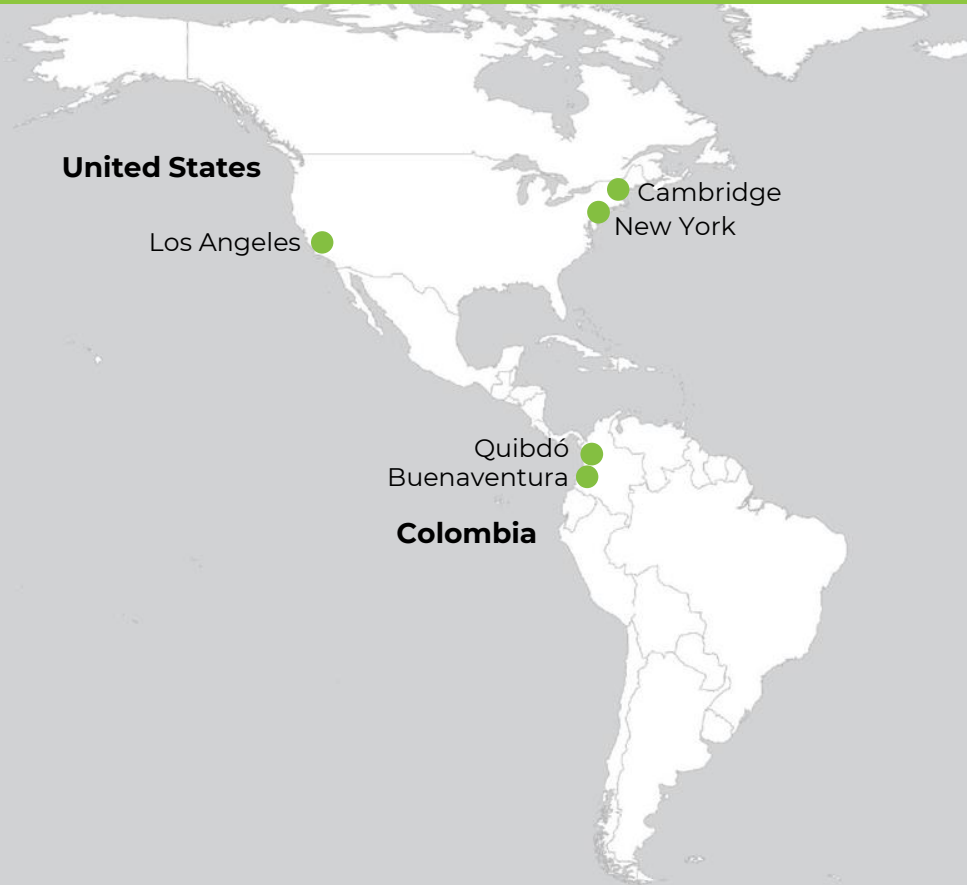 United States
Cambridge
New York
Los Angeles
Quibdó
Buenaventura
Colombia